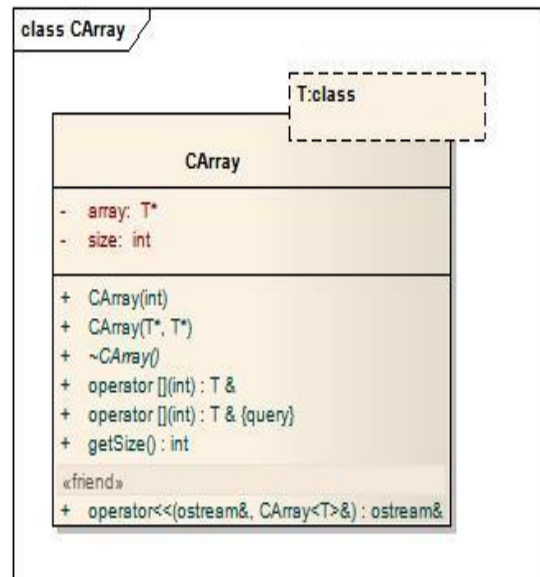 class CArray
T:class
CArray
- array: T*
- size: int
+ CArray(int)
+ CArray(T*, T*)
+ ~CArray()
+ operator [](int) : T &
+ operator [](int) : T & {query}
+ getSize() : int
«friend»
+ operator<<(ostream&, CArray<T>&) : ostream&